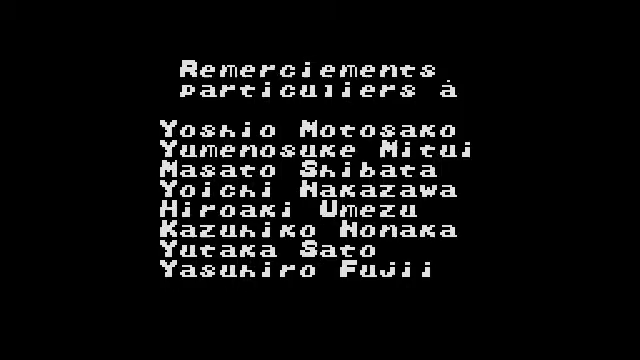 Remerciements
particuliers à
Yoshio Motosako
Yumenosuke Mitui
Masato Shibata
Yoichi Nakazawa
Hiroaki Umezu
Kazuhiko Nonaka
Yutaka Sato
Yasuhiro Fujii